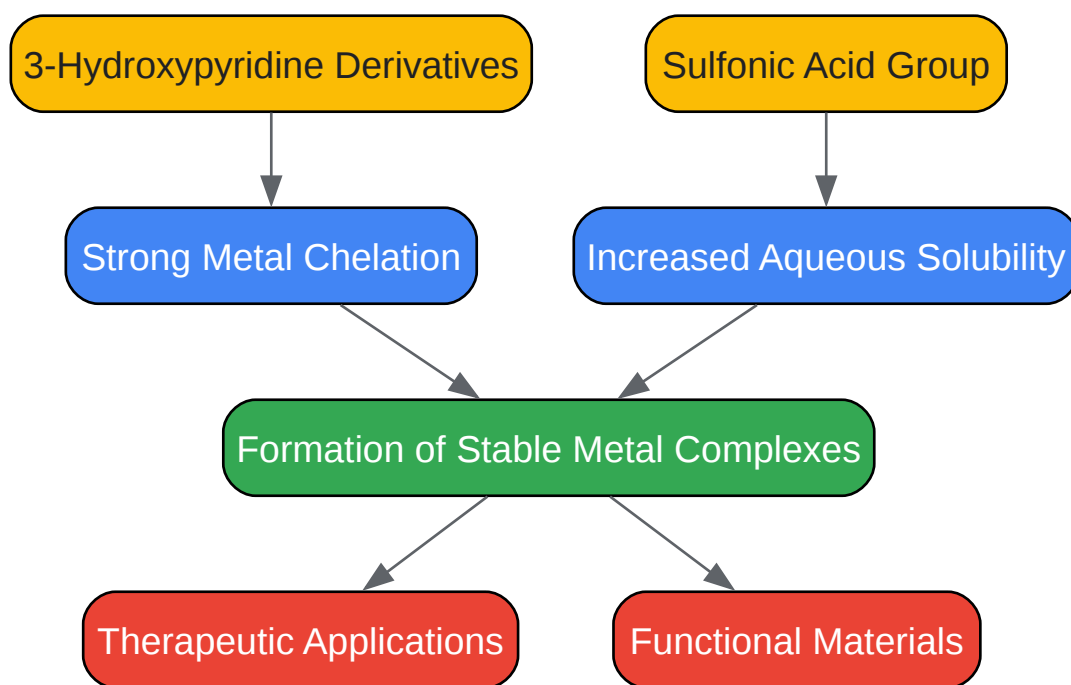 3-Hydroxypyridine Derivatives
Sulfonic Acid Group
Strong Metal Chelation
Increased Aqueous Solubility
Formation of Stable Metal Complexes
Therapeutic Applications
Functional Materials